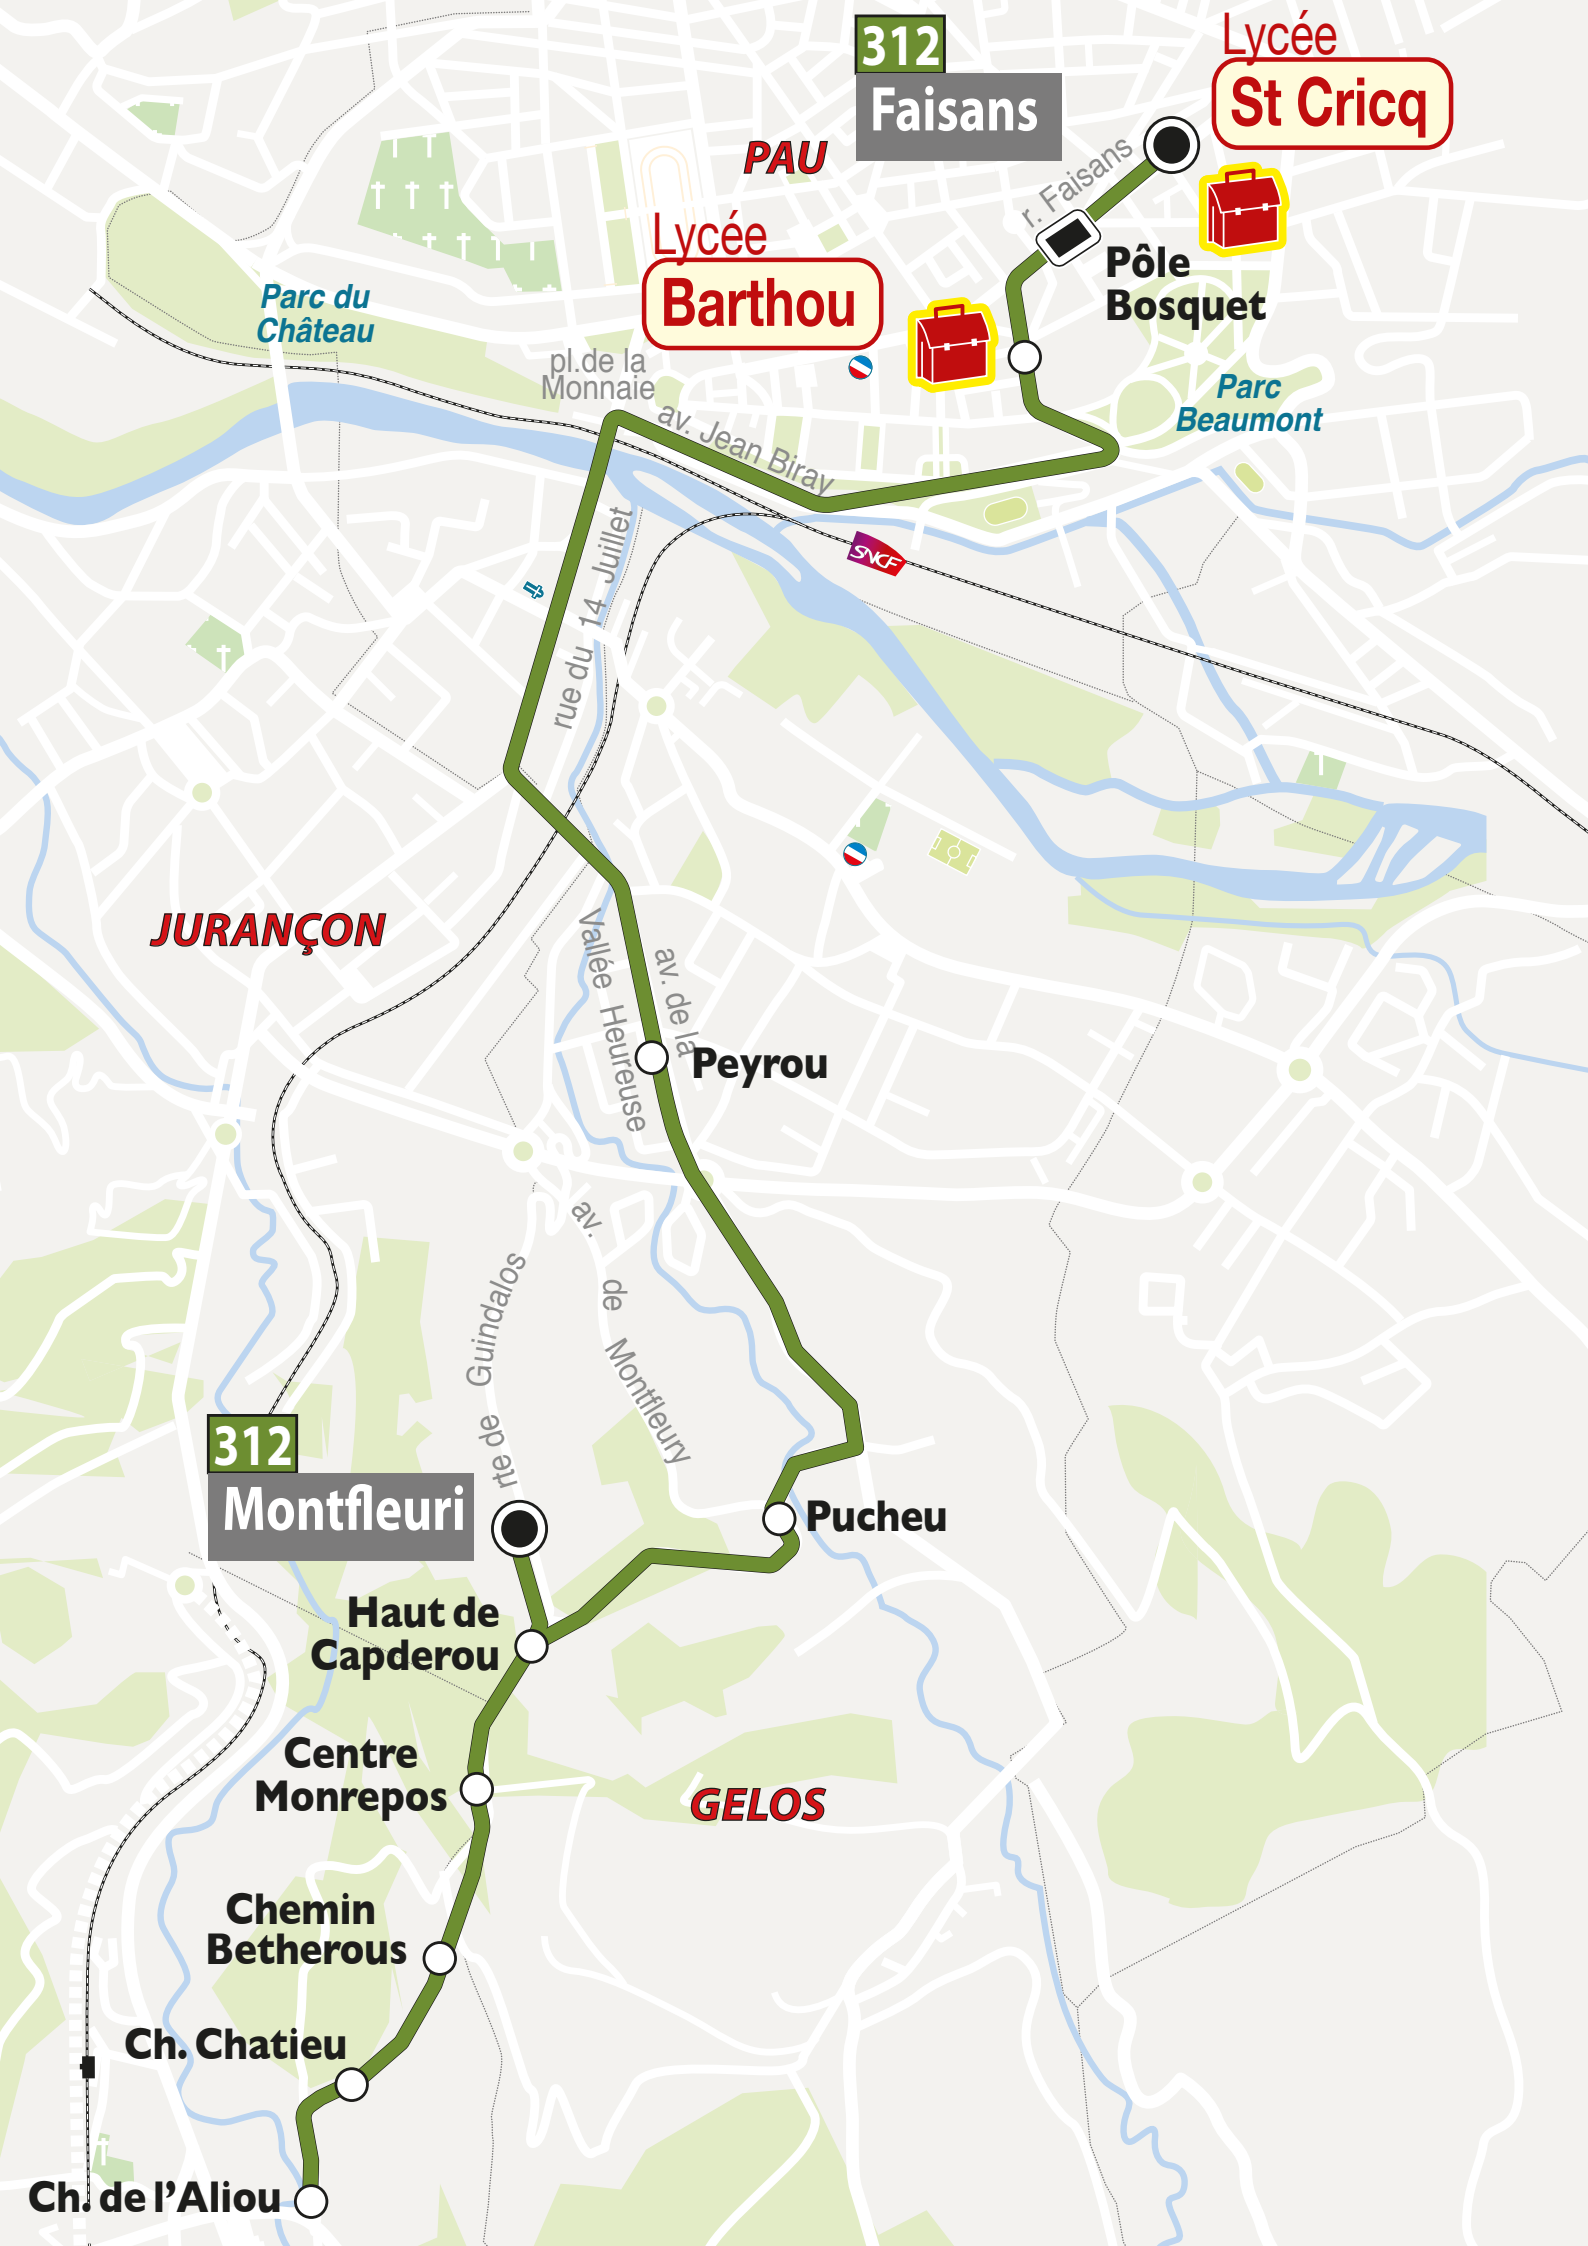 312
Faisans
Lycée
St Cricq
PAU
r. Faisans
Lycée
Barthou
Pôle
Bosquet
Parc du
Château
pl.de la
Monnaie
Parc
Beaumont
av. Jean Biray
SNCF
rue du 14 Juillet
JURANÇON
av. de la
Vallée Heureuse
Peyrou
av. de Montfleury
rte de Guindalos
312
Montfleuri
Pucheu
Haut de
Capderou
Centre
Monrepos
GELOS
Chemin
Betherous
Ch. Chatieu
Ch. de l’Aliou